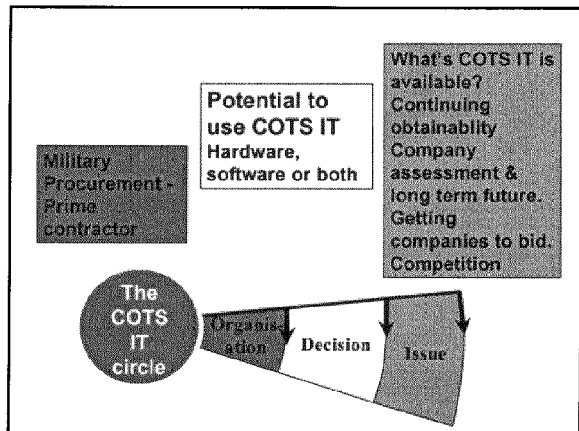 Military
Procurement -
Prime
contractor
Potential to
use COTS IT
Hardware,
software or both
What's COTS IT is
available?
Continuing
obtainablity
Company
assessment &
long term future.
Getting
companies to bid.
Competition
The
COTS
IT
circle
Organis-
ation
Decision
Issue